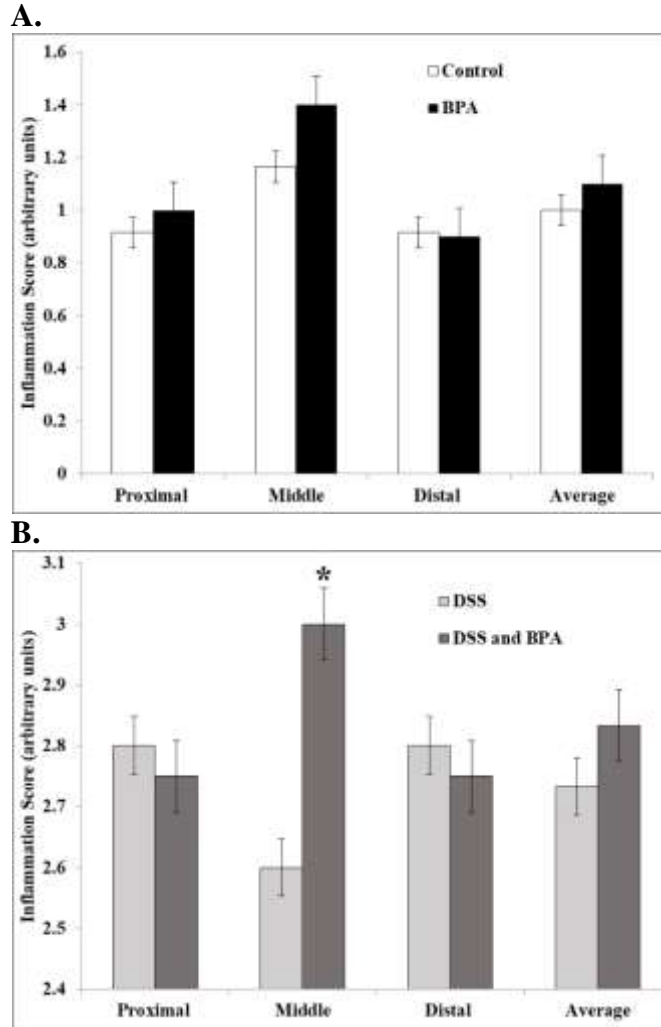 A.
Inflammation Score (arbitrary units)
1.6
1.4
1.2
1
0.8
0.6
0.4
0.2
0
Control
BPA
Proximal Middle Distal Average
B.
Inflammation Score (arbitrary units)
3.1
3
2.9
2.8
2.7
2.6
2.5
2.4
*
DSS
DSS and BPA
Proximal Middle Distal Average